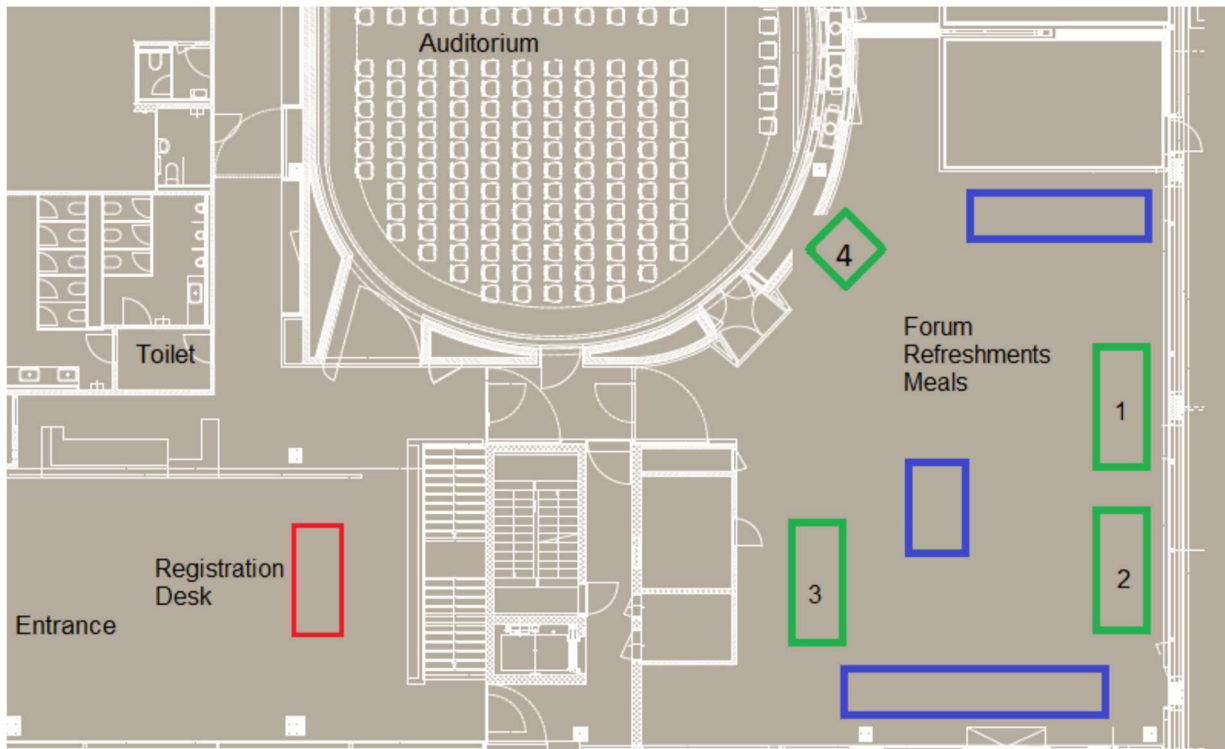 Auditorium
4
Forum
Refreshments
Meals
Toilet
1
Registration
Desk
3
2
Entrance